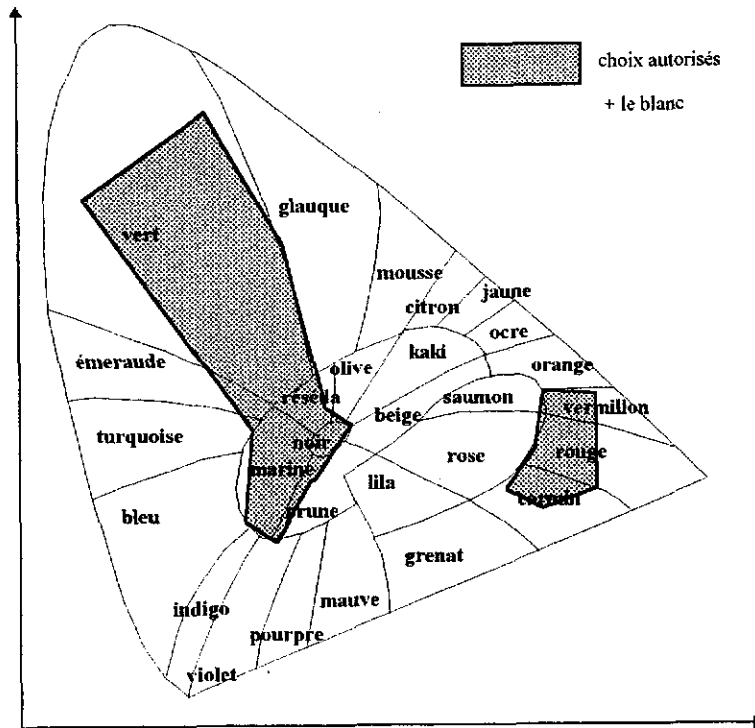 choix autorisés
+ le blanc
glauque
vert
mousse
jaune
citron
ocre
émeraude
olive
kaki
orange
réséda
saumon
vermillon
beige
turquoise
noir
rouge
marine
rose
lila
carmin
bleu
prune
grenat
indigo
mauve
pourpre
violet